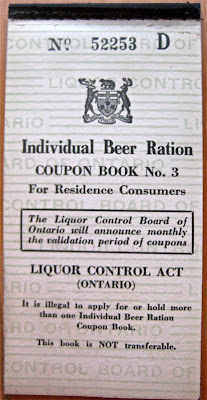 Nº 52253 D
Individual Beer Ration
COUPON BOOK No. 3
For Residence Consumers
The Liquor Control Board of
Ontario will announce monthly
the validation period of coupons
LIQUOR CONTROL ACT
(ONTARIO)
It is illegal to apply for or hold more
than one Individual Beer Ration
Coupon Book.
This book is NOT transferable.